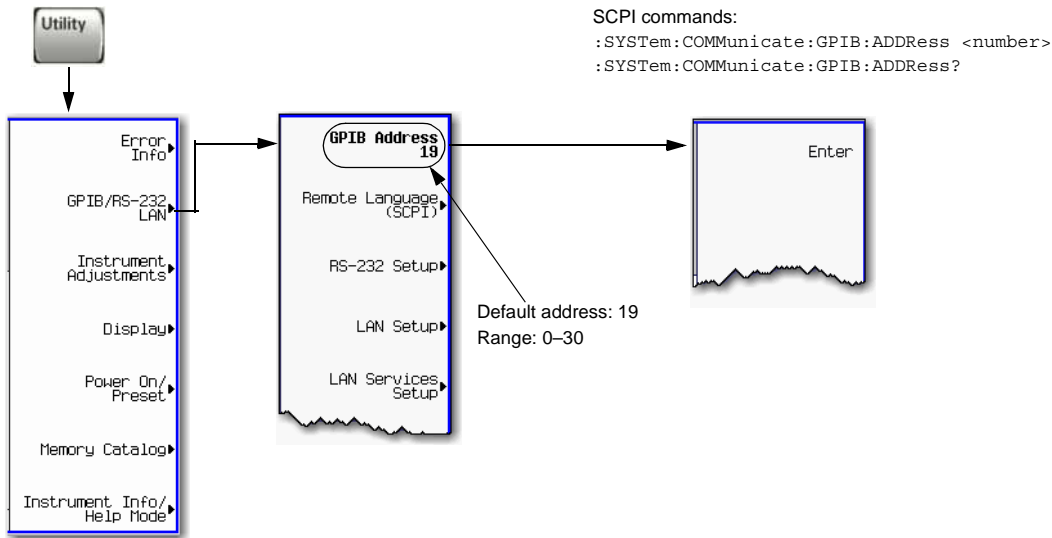 Utility
SCPI commands:
:SYSTem:COMMunicate:GPIB:ADDRess <number>
:SYSTem:COMMunicate:GPIB:ADDRess?
Error
Info
GPIB/RS-232
LAN
Instrument
Adjustments
Display
Power On/
Preset
Memory Catalog
Instrument Info/
Help Mode
GPIB Address
19
Remote Language
(SCPI)
RS-232 Setup
LAN Setup
LAN Services
Setup
Default address: 19
Range: 0–30
Enter